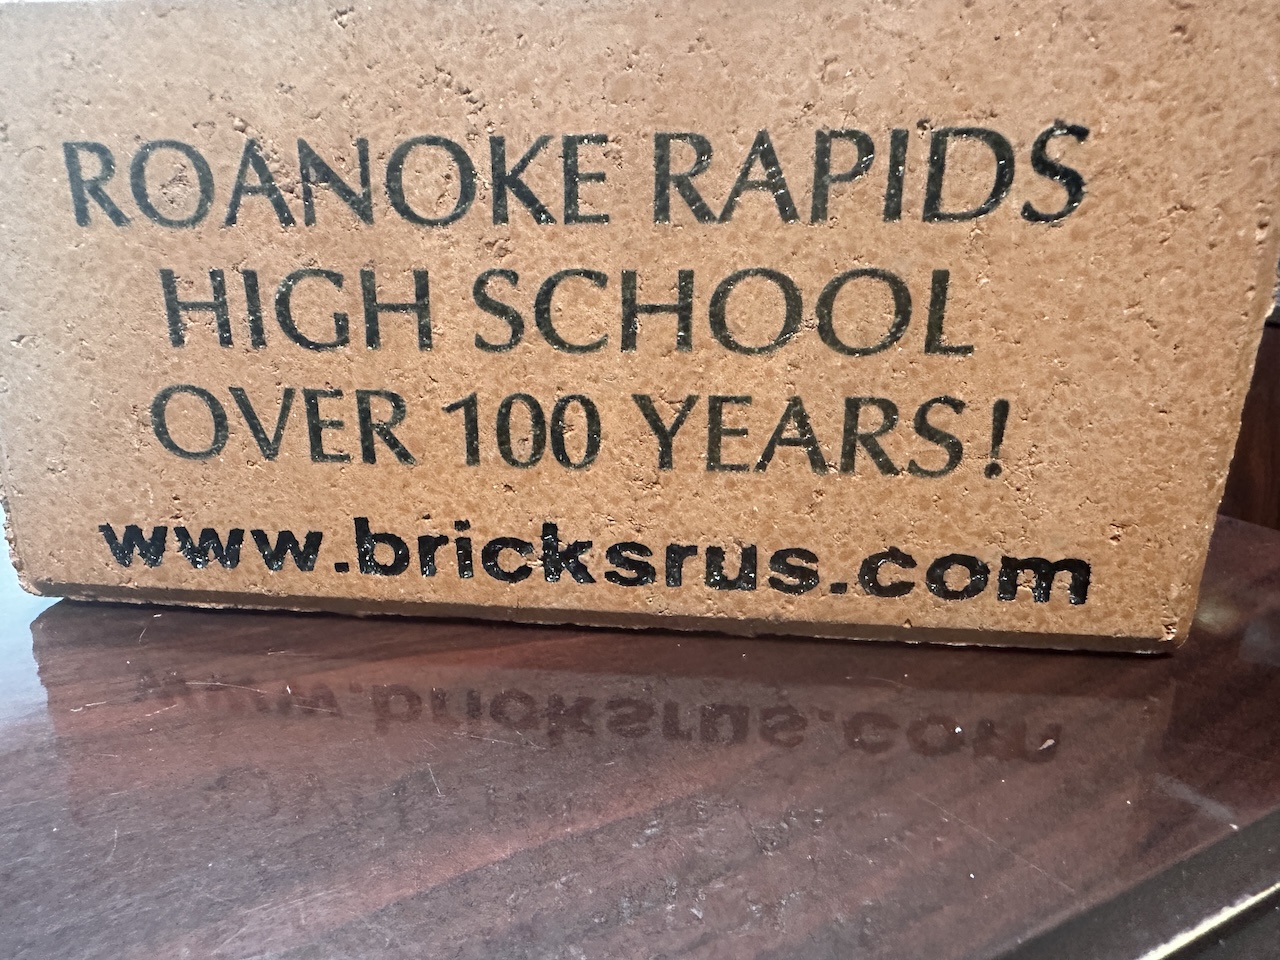 ROANOKE RAPIDS
HIGH SCHOOL
OVER 100 YEARS!
www.bricksrus.com